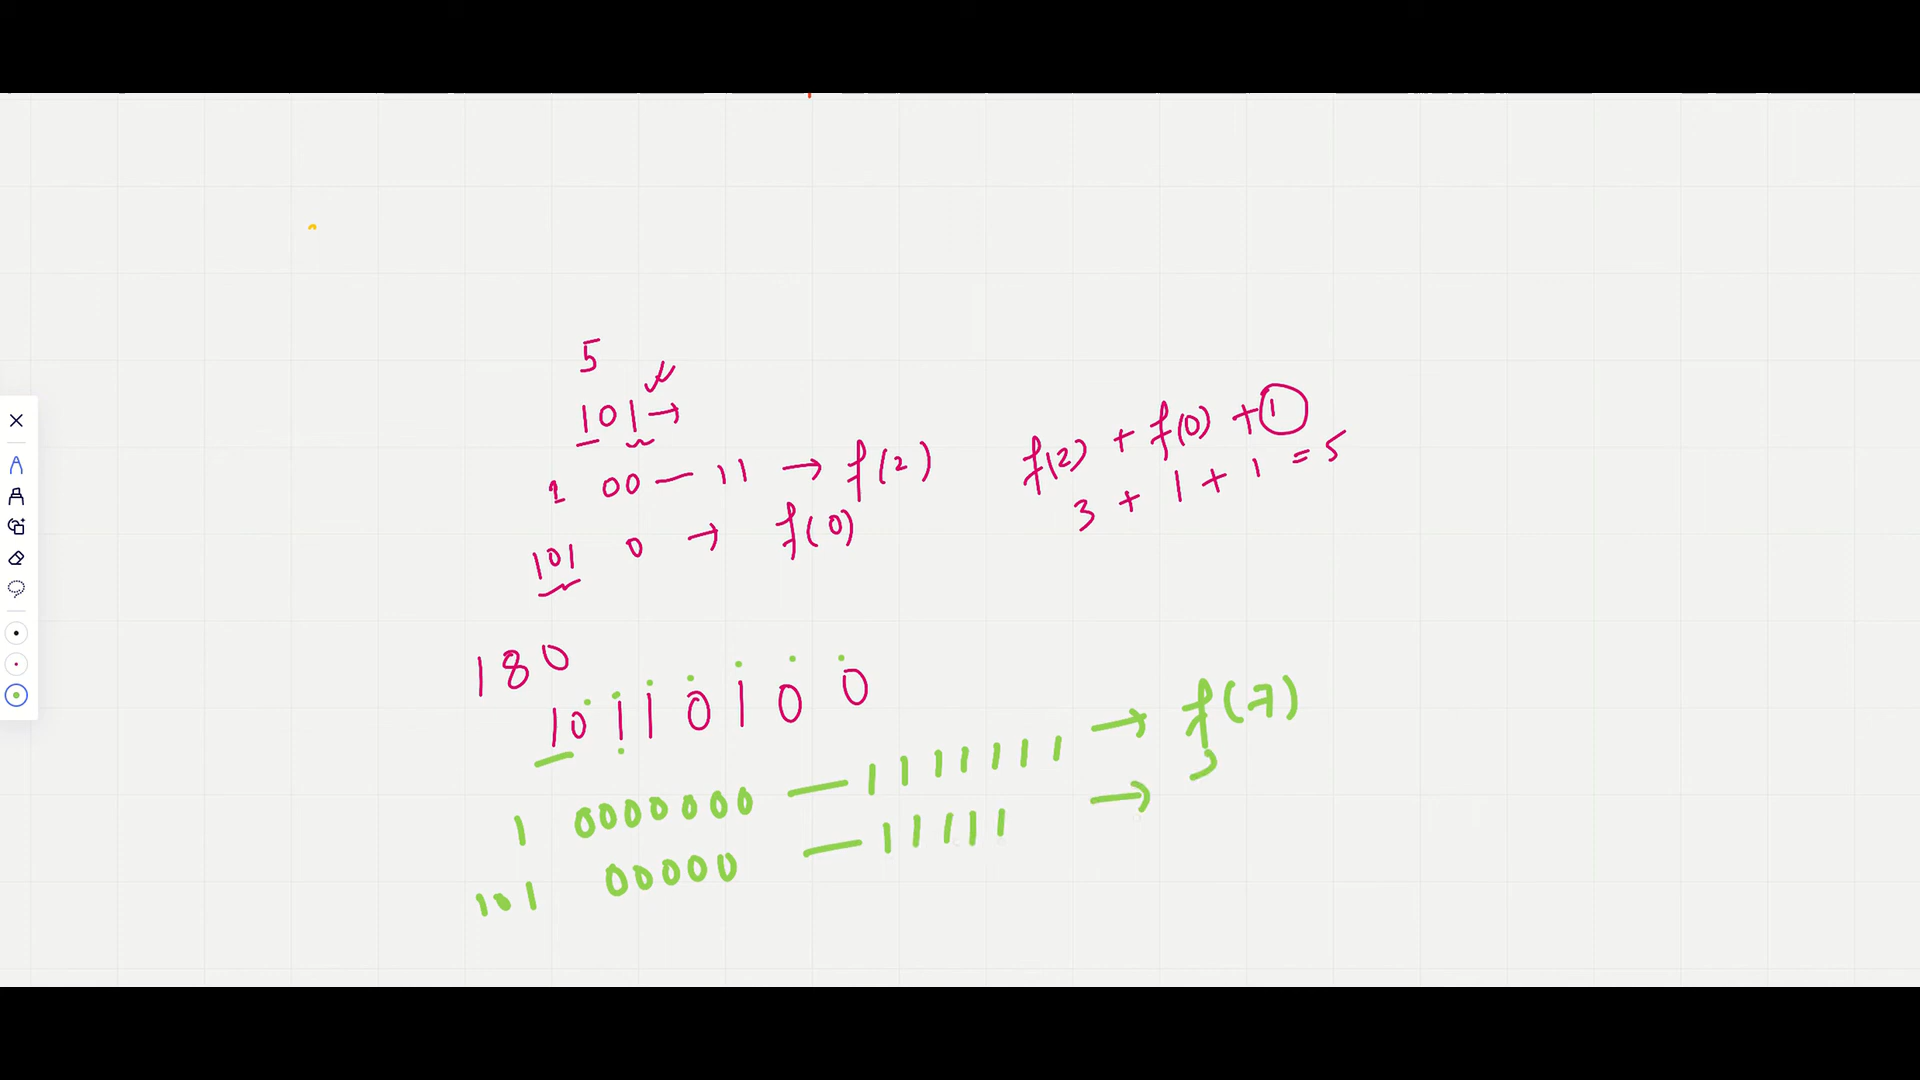 5
101 →
1 00 — 11 → f(2)
101 0 → f(0)
f(2) + f(0) + 1
3 + 1 + 1 = 5
180
10110100
1 0000000 — 1111111 → f(7)
101 00000 — 11111 →